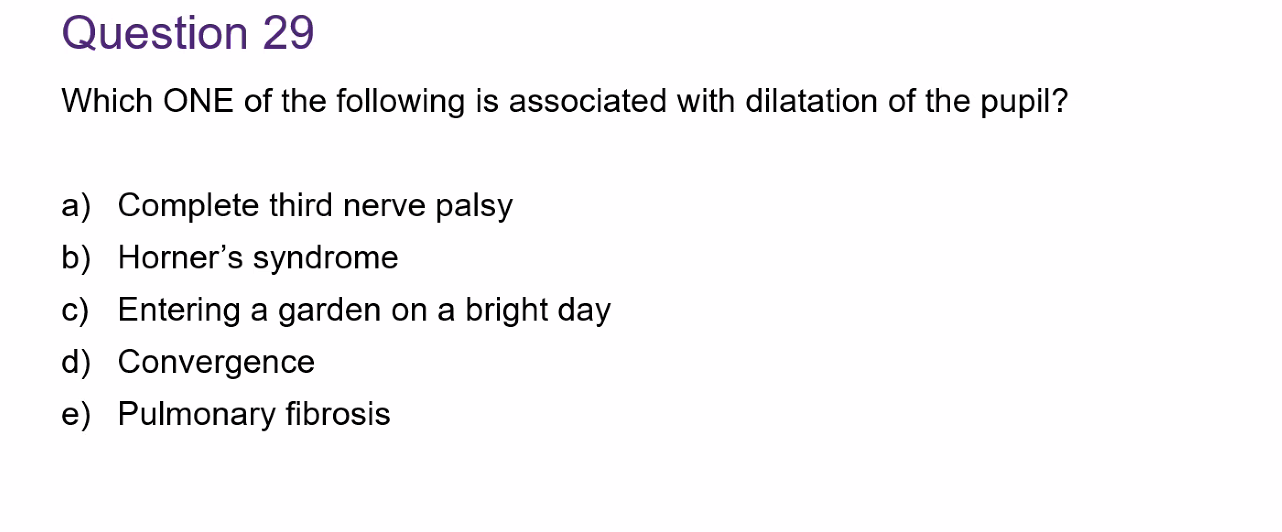 Question 29
Which ONE of the following is associated with dilatation of the pupil?
a) Complete third nerve palsy
b) Horner’s syndrome
c) Entering a garden on a bright day
d) Convergence
e) Pulmonary fibrosis